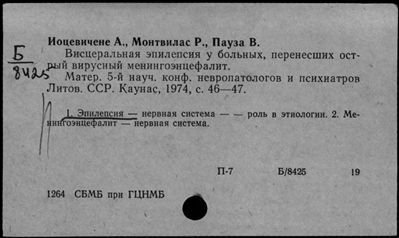 Иоцевичене А., Монтвилас Р., Пауза В.
Висцеральная эпилепсия у больных, перенесших ост-
рый вирусный менингоэнцефалит.
Матер. 5-й науч. конф. невропатологов и психиатров
Литов. ССР. Каунас, 1974, с. 46—47.
Б
8425
1. Эпилепсия — нервная система — — роль в этиологии. 2. Ме-
нингоэнцефалит — нервная система.
П-7 Б/8425 19
1264 СБМБ при ГЦНМБ